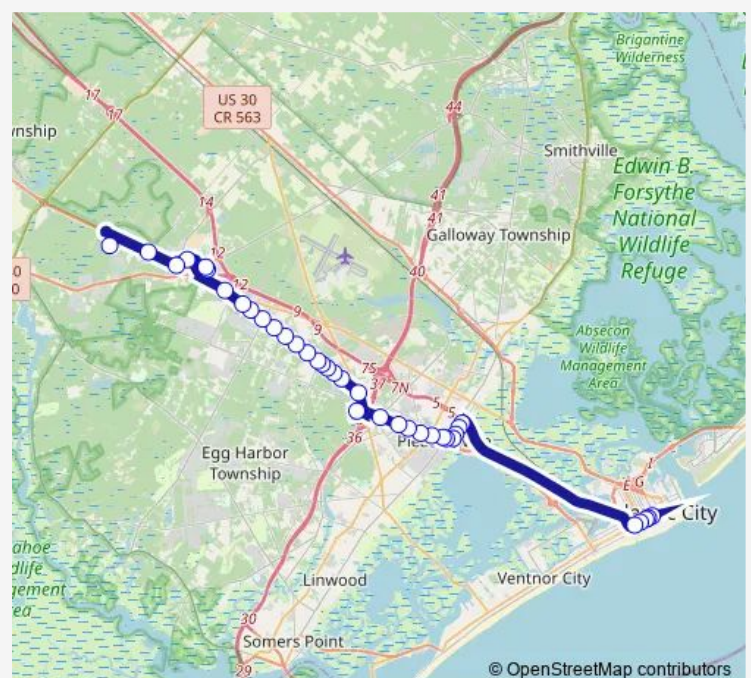 Brigantine
Wilderness
US 30
CR 563
17
17
44
wnship
Smithville
Edwin B.
Forsythe
National
Wildlife
Refuge
14
41
41
Galloway Township
12
12
40
9
9
Absecon
Wildlife
Management
Area
7S
37
7N
5
5
36
Egg Harbor
Township
E
G
I
City
Linwood
Ventnor City
30
Somers Point
29
© OpenStreetMap contributors